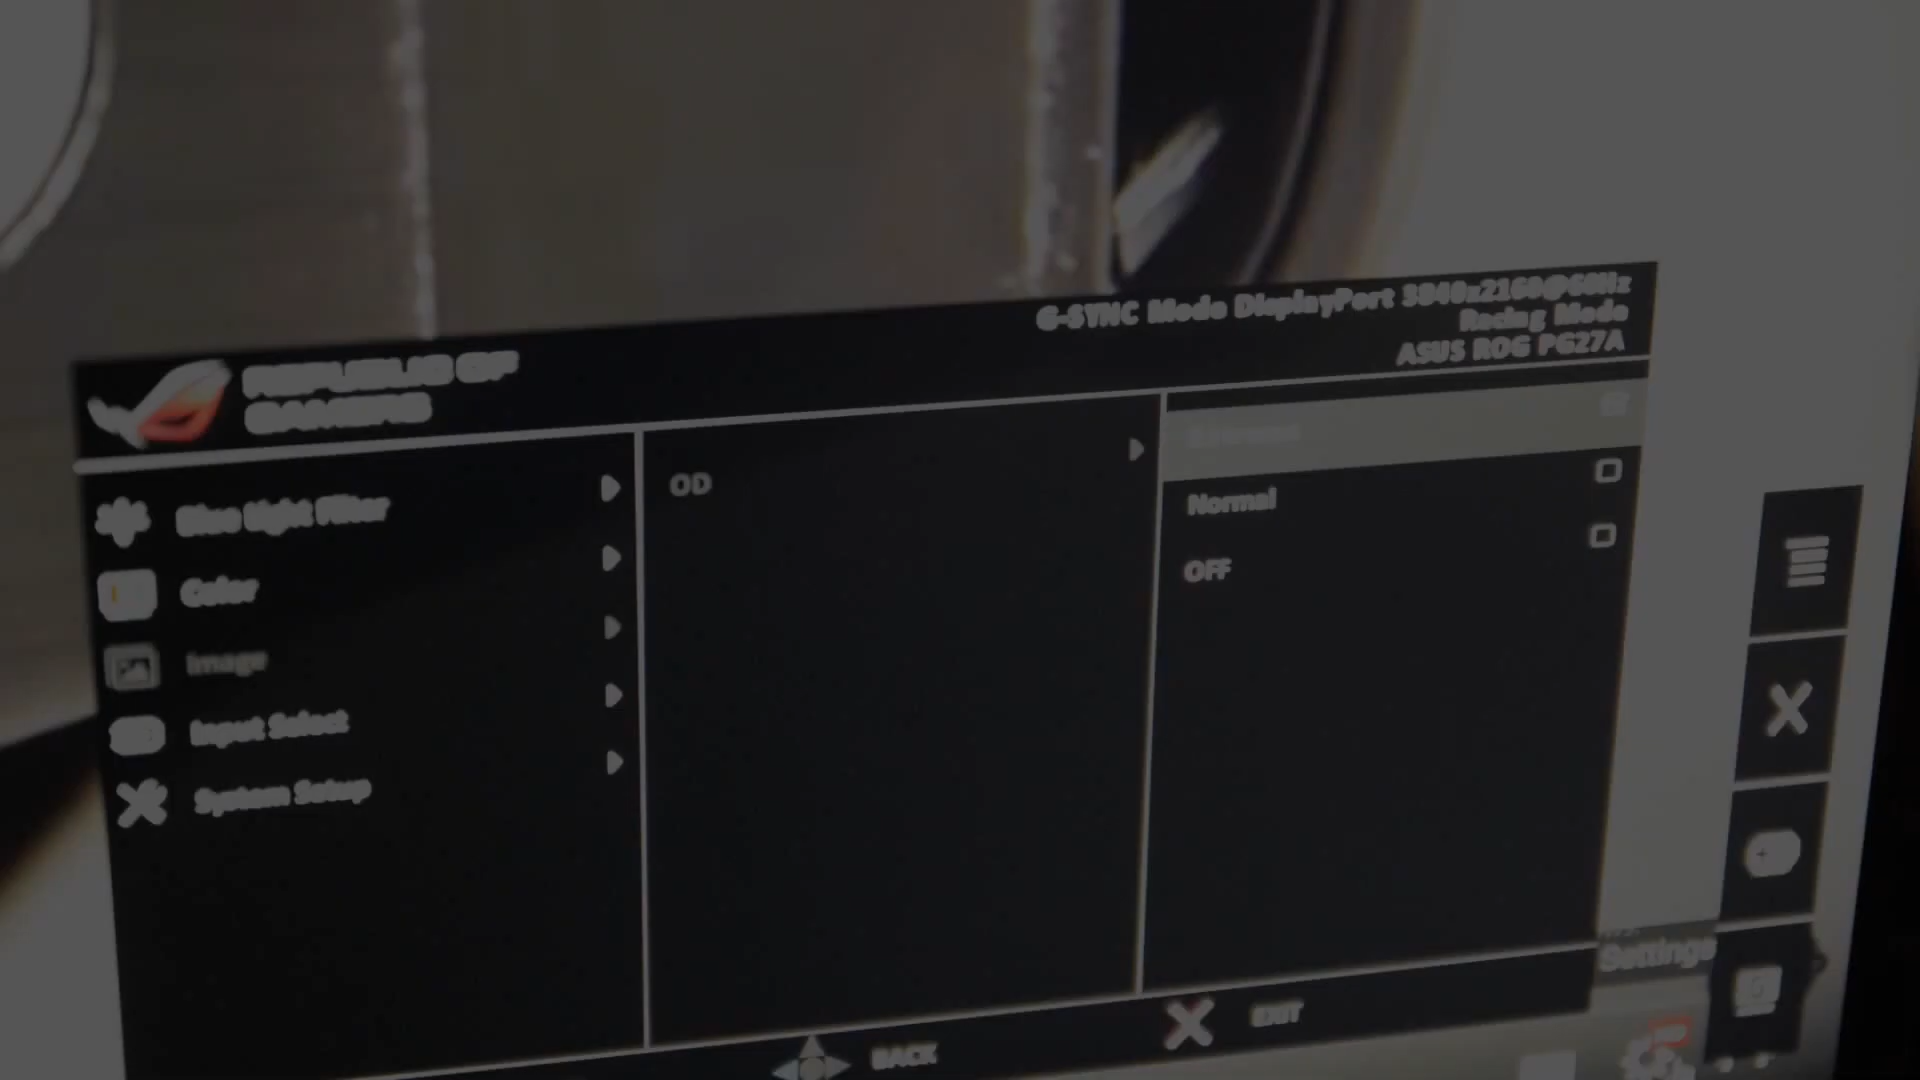 G-SYNC Mode DisplayPort 3840x2160@60Hz
Racing Mode
ASUS ROG PG27A
REPUBLIC OF
GAMERS
Blue Light Filter
Color
Image
Input Select
System Setup
OD
Normal
OFF
Settings
BACK
EXIT